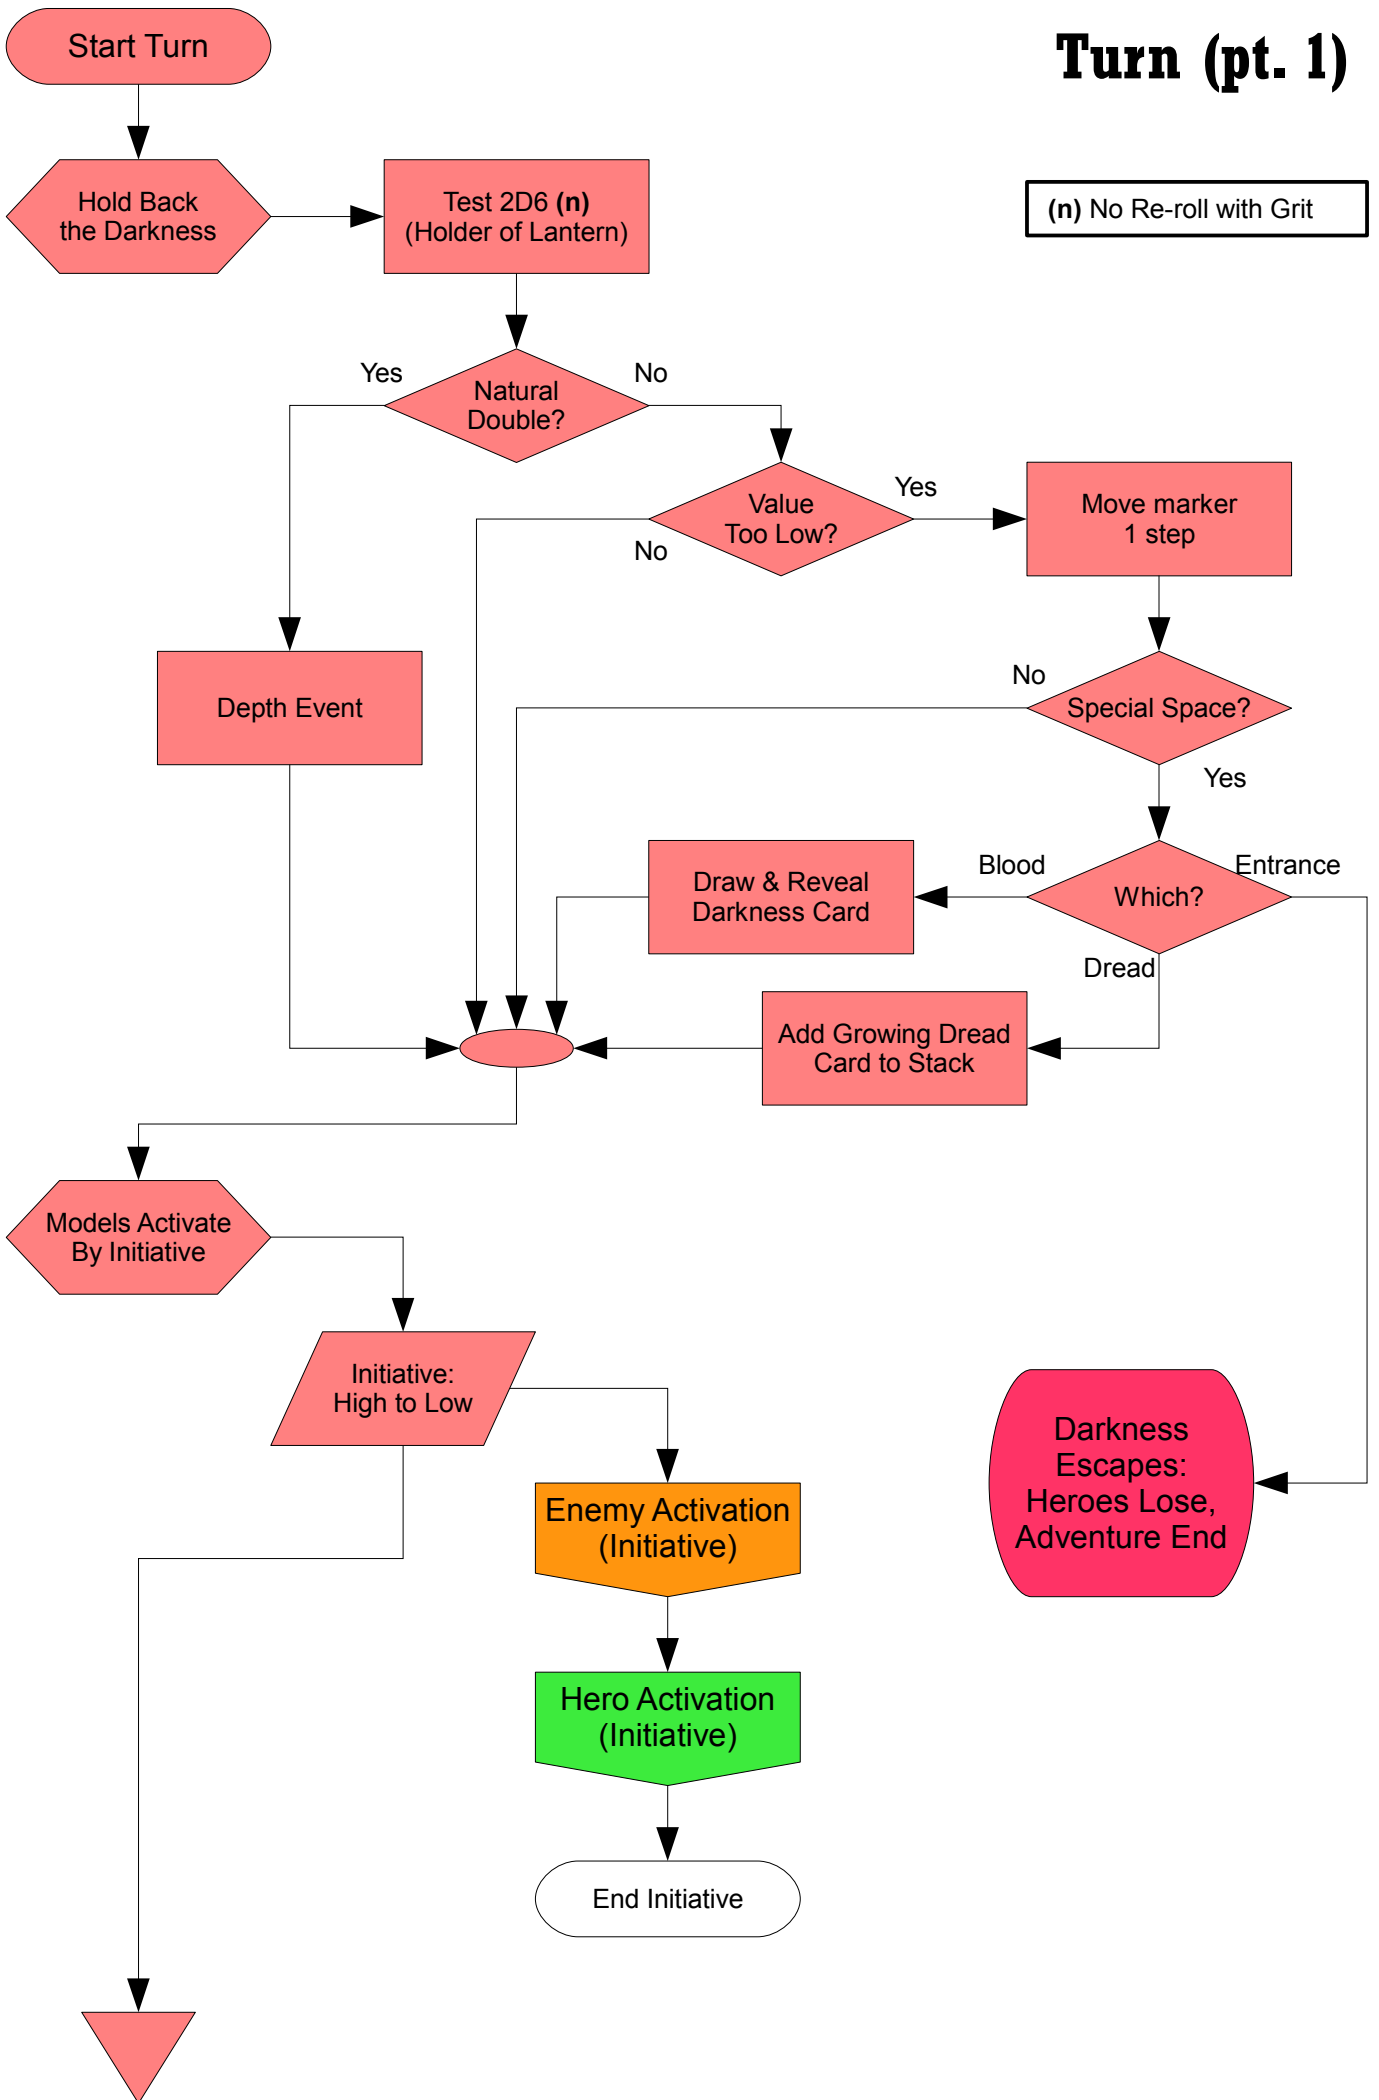 Start Turn
Turn (pt. 1)
Hold Back
the Darkness
Test 2D6 (n)
(Holder of Lantern)
(n) No Re-roll with Grit
Yes
No
Natural
Double?
Yes
Value
Too Low?
No
Move marker
1 step
Depth Event
No
Special Space?
Yes
Blood
Entrance
Draw & Reveal
Darkness Card
Which?
Dread
Add Growing Dread
Card to Stack
Models Activate
By Initiative
Initiative:
High to Low
Darkness
Escapes:
Heroes Lose,
Adventure End
Enemy Activation
(Initiative)
Hero Activation
(Initiative)
End Initiative